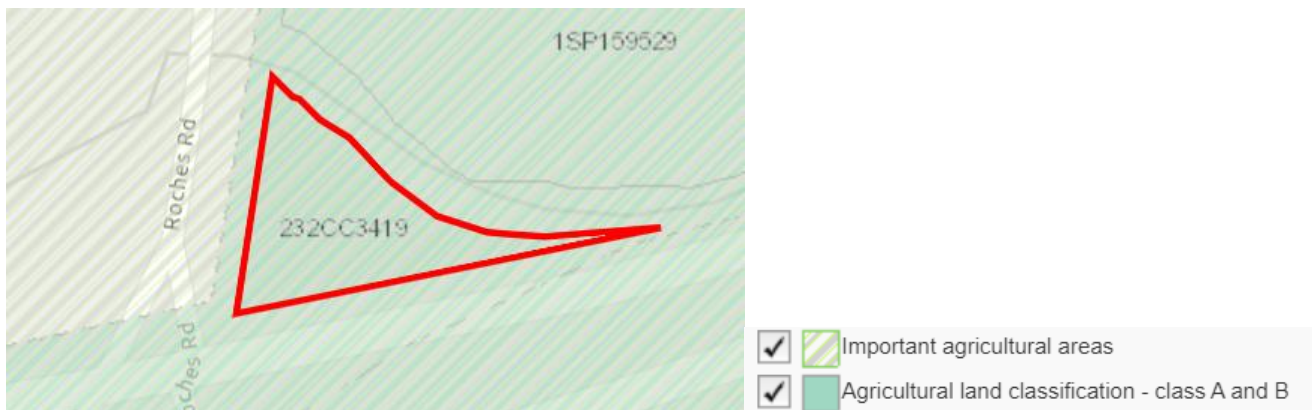 1SP159529
Roches Rd
232CC3419
Roches Rd
Important agricultural areas
Agricultural land classification - class A and B